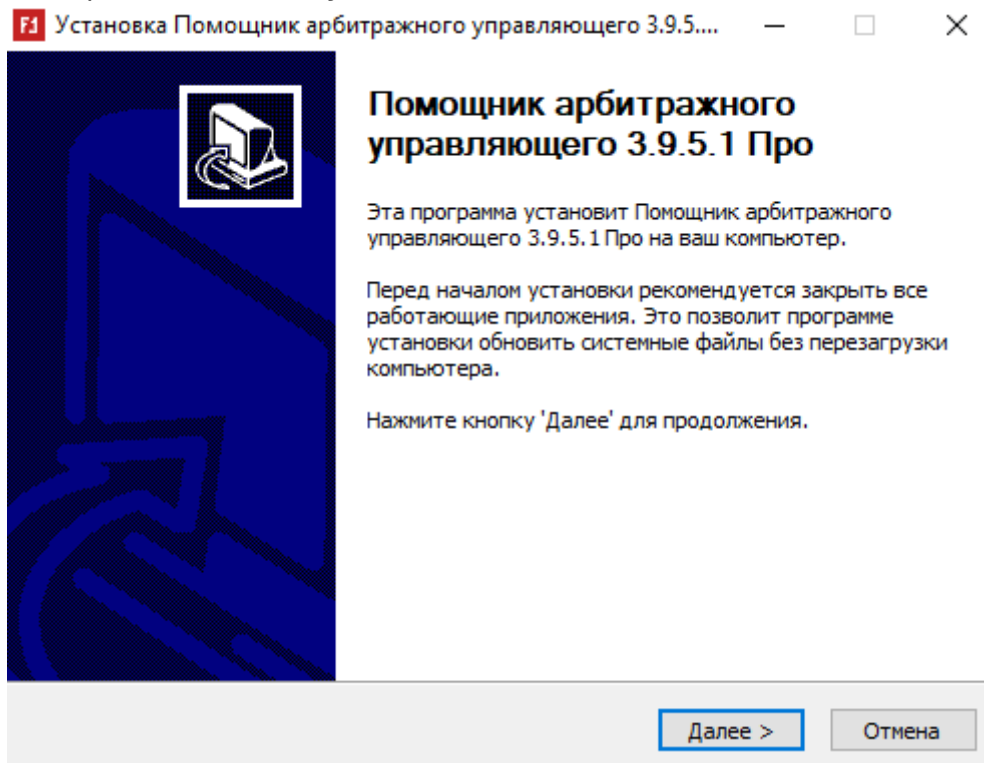 F1 Установка Помощник арбитражного управляющего 3.9.5....
Помощник арбитражного
управляющего 3.9.5.1 Про
Эта программа установит Помощник арбитражного
управляющего 3.9.5.1 Про на ваш компьютер.
Перед началом установки рекомендуется закрыть все
работающие приложения. Это позволит программе
установки обновить системные файлы без перезагрузки
компьютера.
Нажмите кнопку 'Далее' для продолжения.
Далее >
Отмена